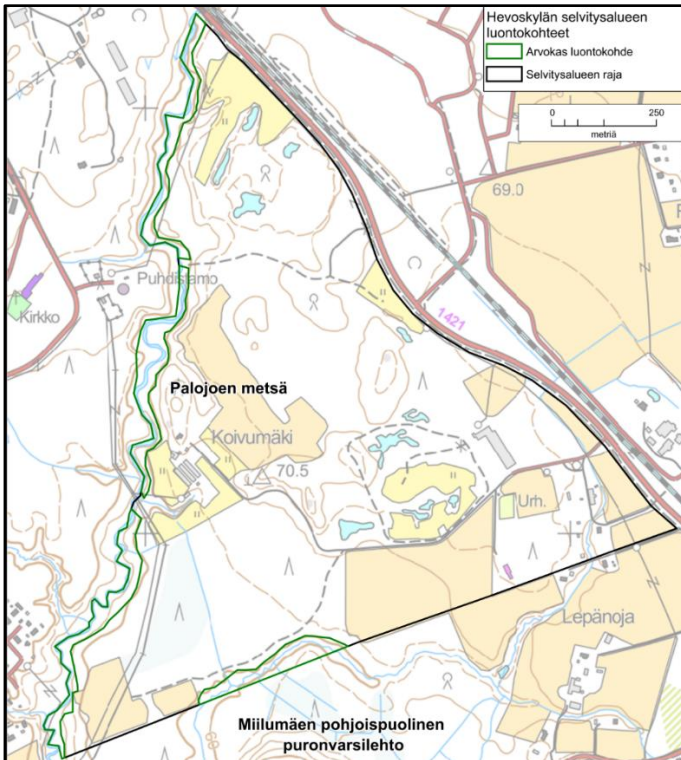 Hevoskylän selvitysalueen
luontokohteet
Arvokas luontokohde
Selvitysalueen raja
0 250
metriä
69.0
Puhdistamo
Kirkko
1421
Palojoen metsä
Koivumäki
70.5
Urh.
Lepänoja
Miilumäen pohjoispuolinen
puronvarsilehto